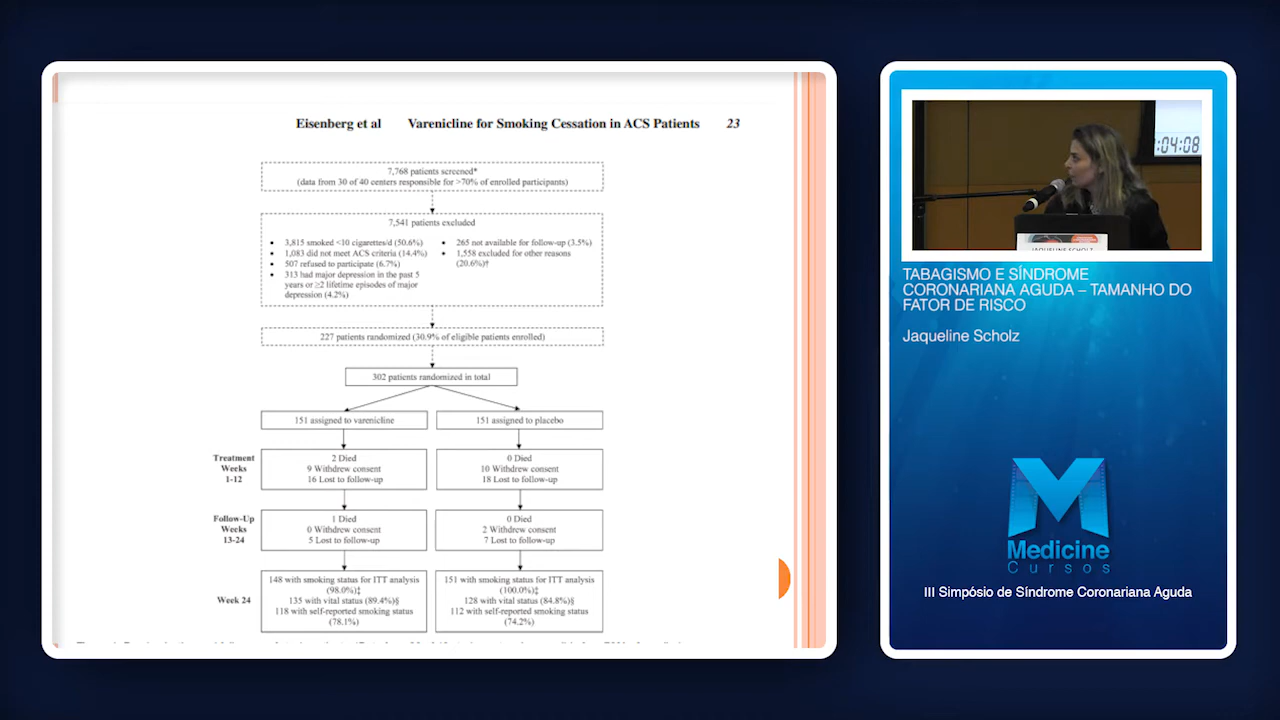 Eisenberg et al Varenicline for Smoking Cessation in ACS Patients 23
7,768 patients screened*
(data from 30 of 40 centers responsible for >70% of enrolled participants)
7,541 patients excluded
• 3,815 smoked <10 cigarettes/d (50.6%)
• 1,083 did not meet ACS criteria (14.4%)
• 507 refused to participate (6.7%)
• 313 had major depression in the past 5
years or ≥2 lifetime episodes of major
depression (4.2%)
• 265 not available for follow-up (3.5%)
• 1,558 excluded for other reasons
(20.6%)†
227 patients randomized (30.9% of eligible patients enrolled)
302 patients randomized in total
151 assigned to varenicline
151 assigned to placebo
Treatment
Weeks
1-12
2 Died
9 Withdrew consent
16 Lost to follow-up
0 Died
10 Withdrew consent
18 Lost to follow-up
Follow-Up
Weeks
13-24
1 Died
0 Withdrew consent
5 Lost to follow-up
0 Died
2 Withdrew consent
7 Lost to follow-up
Week 24
148 with smoking status for ITT analysis
(98.0%)‡
135 with vital status (89.4%)§
118 with self-reported smoking status
(78.1%)
151 with smoking status for ITT analysis
(100.0%)‡
128 with vital status (84.8%)§
112 with self-reported smoking status
(74.2%)
:04:08
JAQUELINE SCHOLZ
TABAGISMO E SÍNDROME
CORONARIANA AGUDA – TAMANHO DO
FATOR DE RISCO
Jaqueline Scholz
Medicine
Cursos
III Simpósio de Síndrome Coronariana Aguda